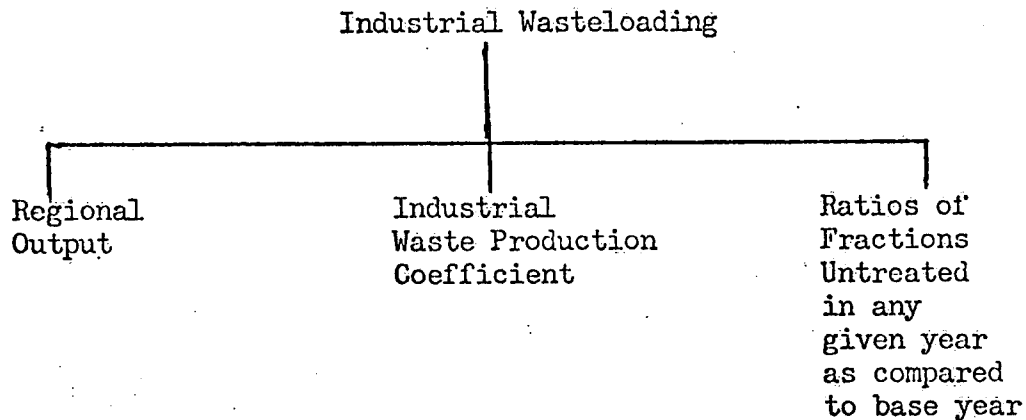 Industrial Wasteloading
Regional
Output
Industrial
Waste Production
Coefficient
Ratios of
Fractions
Untreated
in any
given year
as compared
to base year